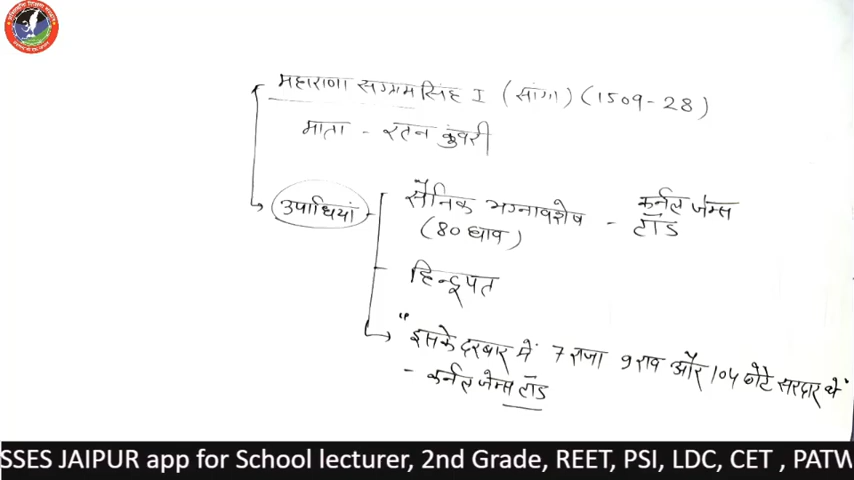 महाराणा सग्रामसिंह I (सांगा) (1509-28)
माता - रतन कुंवरी
उपाधियां
सैनिक भग्नावशेष - कर्नल जेम्स टॉड
(80 घाव)
हिन्दूपत
"इसके दरबार में 7 राजा 9 राव और 104 छोटे सरदार थे"
- कर्नल जेम्स टॉड
SSES JAIPUR app for School lecturer, 2nd Grade, REET, PSI, LDC, CET , PATW